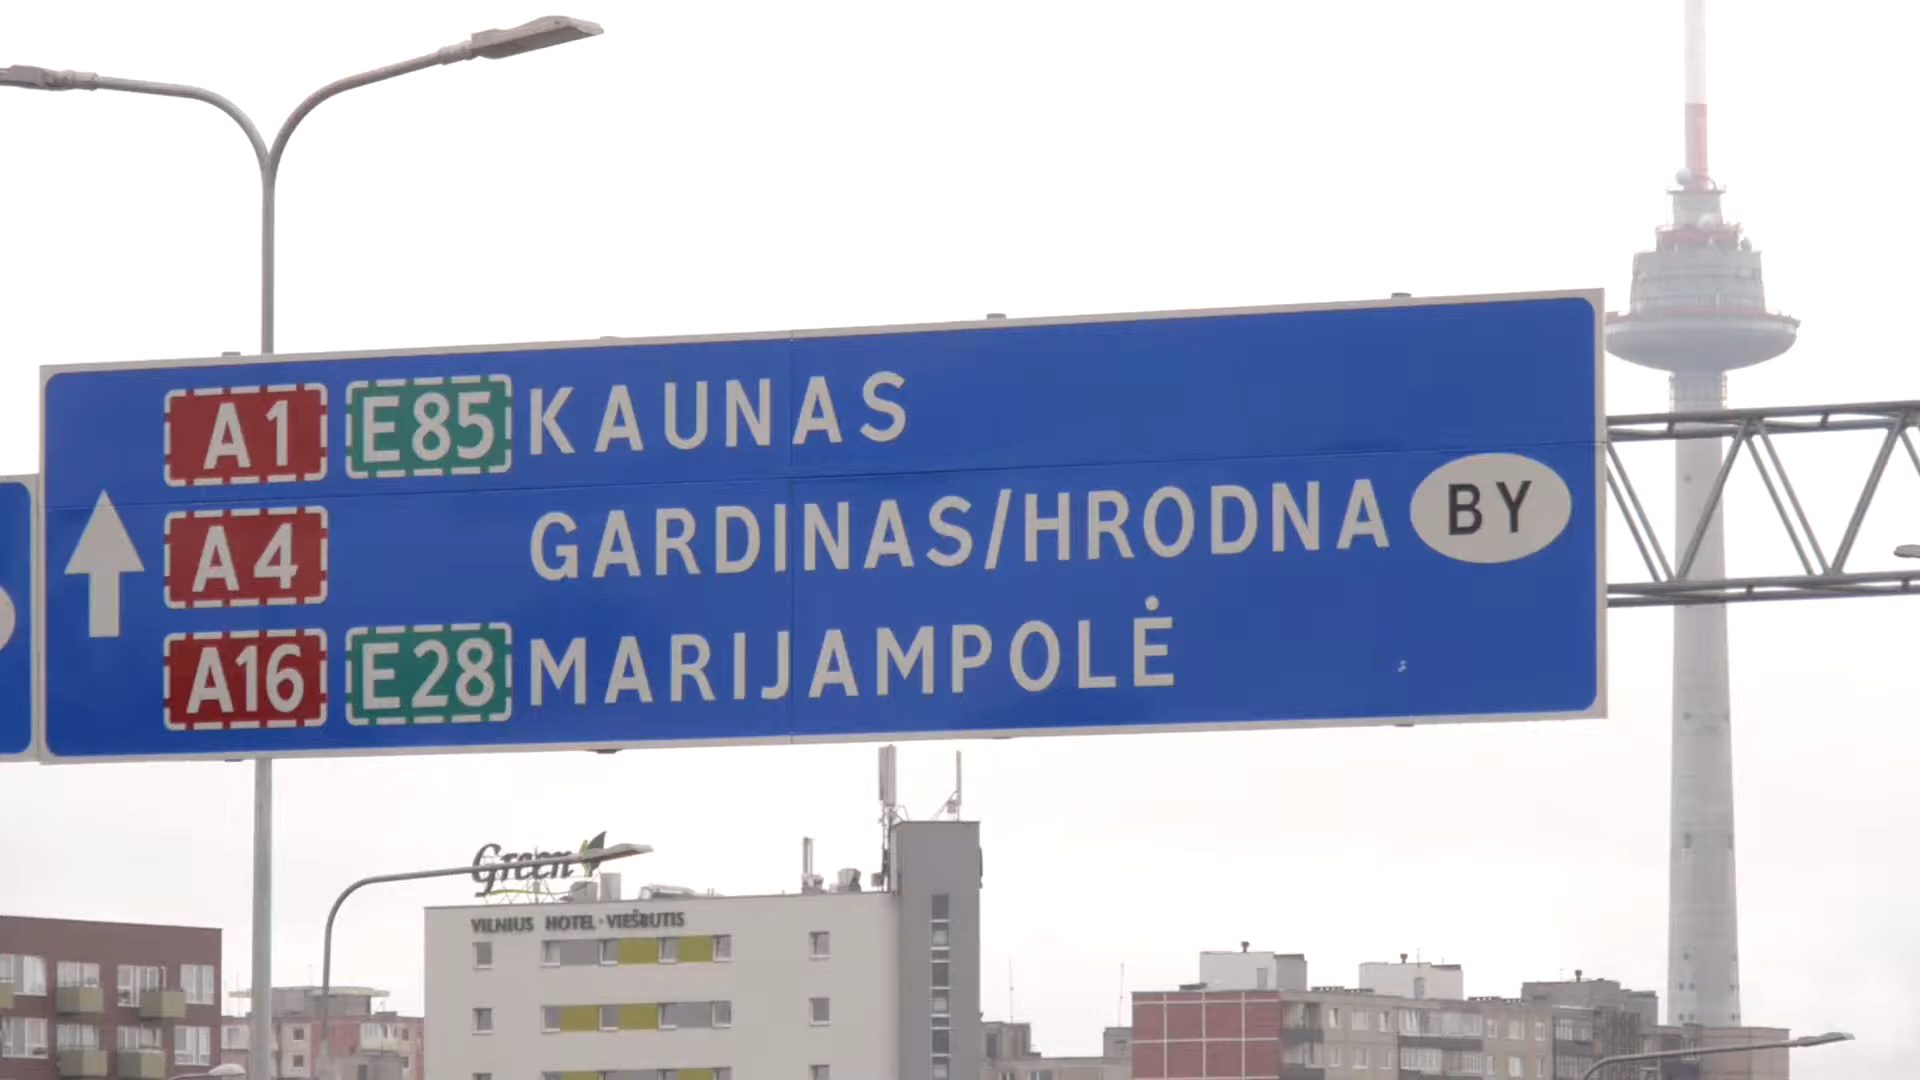 A1 E85 KAUNAS
A4 GARDINAS/HRODNA BY
A16 E28 MARIJAMPOLĖ
Green
VILNIUS HOTEL · VIEŠBUTIS